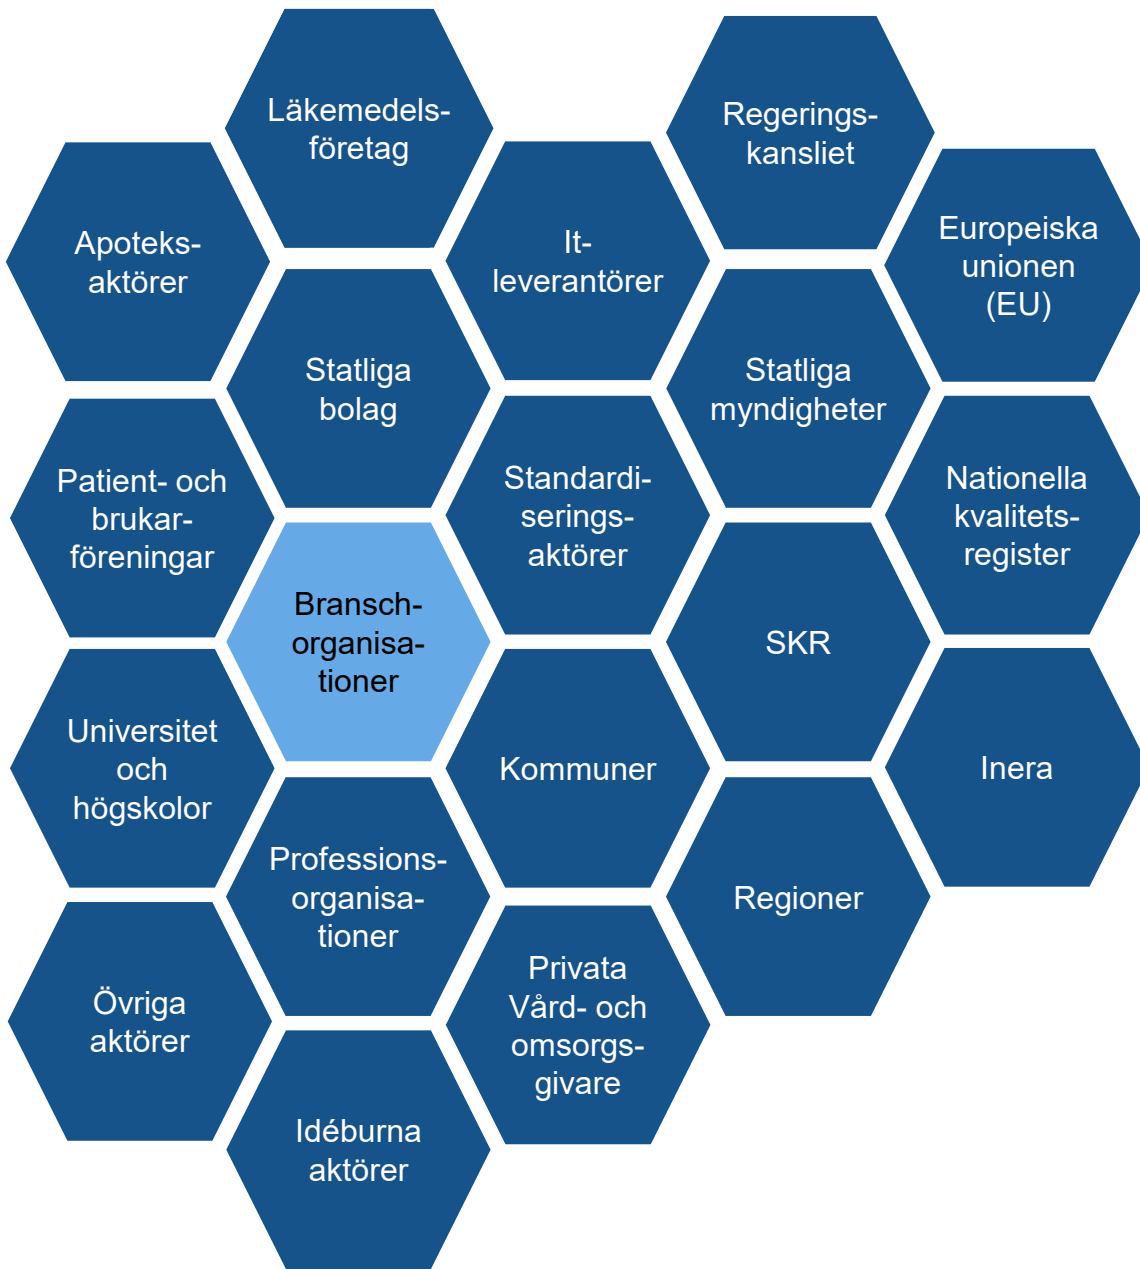 Läkemedels-
företag
Regerings-
kansliet
Apoteks-
aktörer
It-
leverantörer
Europeiska
unionen
(EU)
Statliga
bolag
Statliga
myndigheter
Patient- och
brukar-
föreningar
Standardi-
serings-
aktörer
Nationella
kvalitets-
register
Bransch-
organisa-
tioner
SKR
Universitet
och
högskolor
Kommuner
Inera
Professions-
organisa-
tioner
Regioner
Övriga
aktörer
Privata
Vård- och
omsorgs-
givare
Idéburna
aktörer